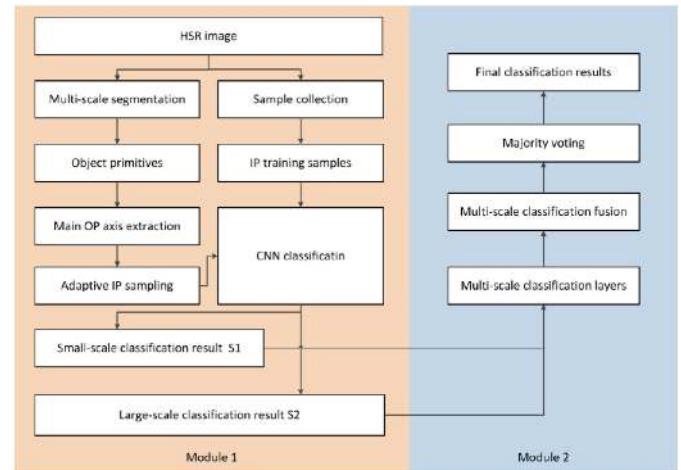 HSR image
Multi-scale segmentation
Sample collection
Object primitives
IP training samples
Main OP axis extraction
CNN classificatin
Adaptive IP sampling
Small-scale classification result S1
Large-scale classification result S2
Module 1
Final classification results
Majority voting
Multi-scale classification fusion
Multi-scale classification layers
Module 2